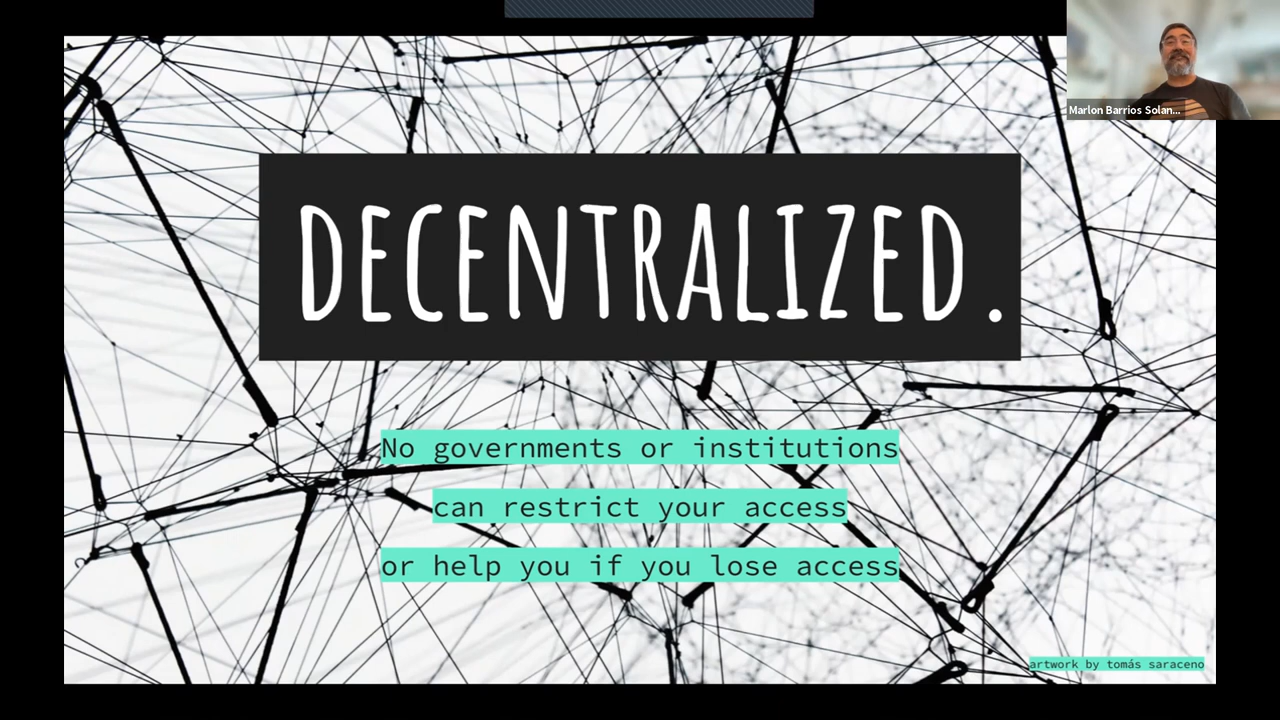 Marlon Barrios Solan...
DECENTRALIZED.
No governments or institutions
can restrict your access
or help you if you lose access
artwork by tomás saraceno